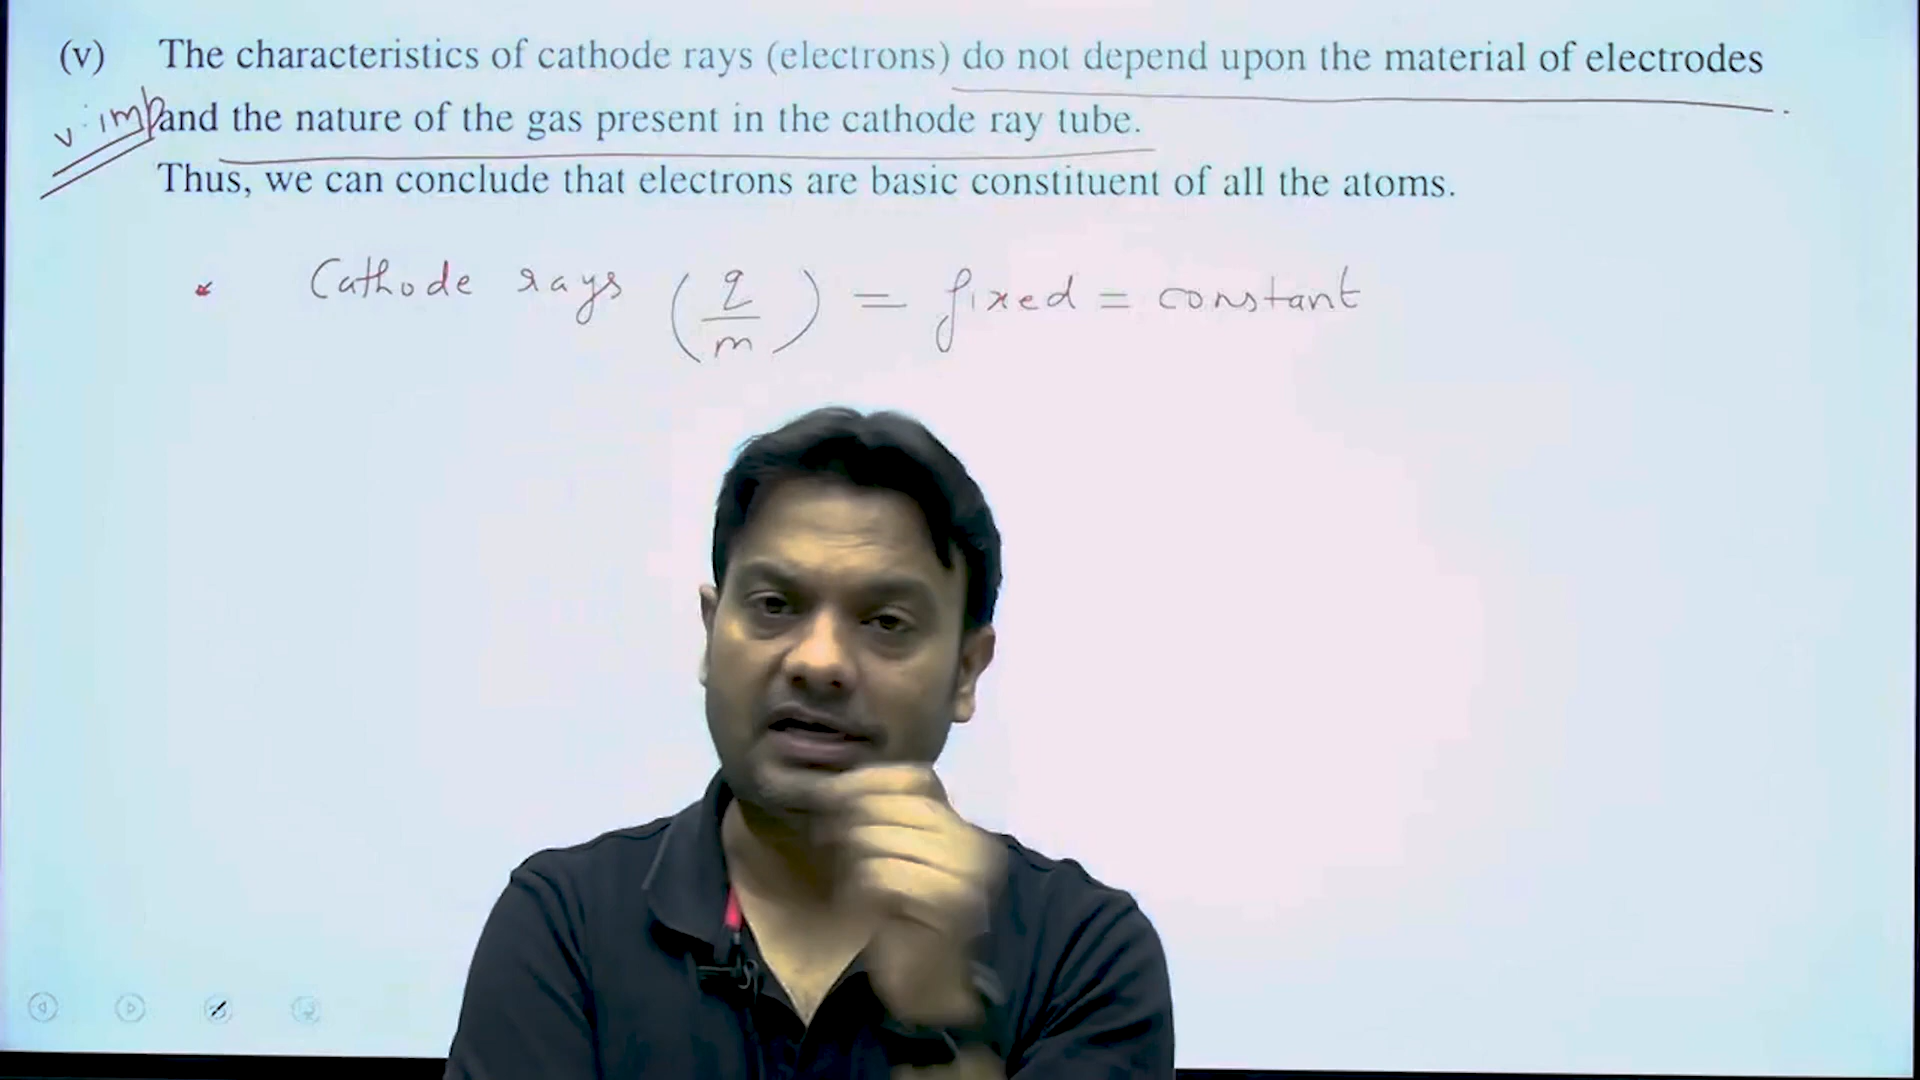 (v) The characteristics of cathode rays (electrons) do not depend upon the material of electrodes
v.imp and the nature of the gas present in the cathode ray tube.
Thus, we can conclude that electrons are basic constituent of all the atoms.
Cathode rays (q/m) = fixed = constant